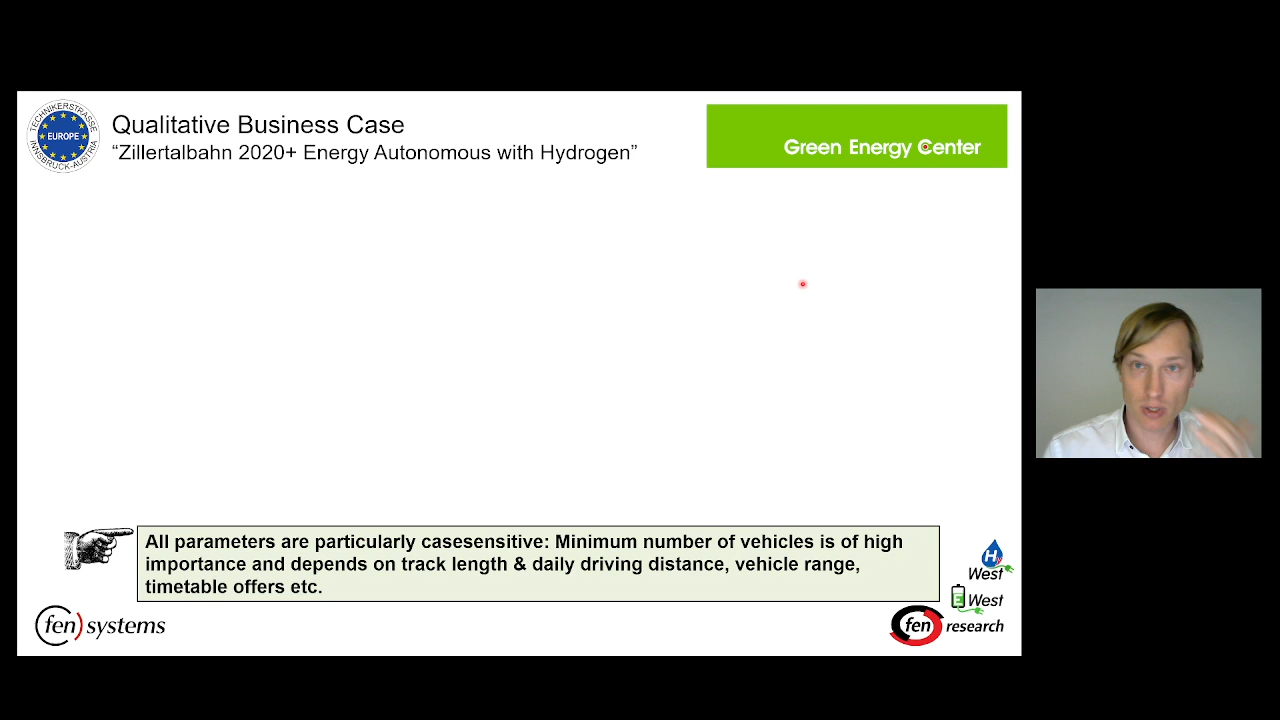 TECHNIKERSTRASSE
EUROPE
INNSBRUCK-AUSTRIA
Qualitative Business Case
“Zillertalbahn 2020+ Energy Autonomous with Hydrogen”
Green Energy Center
All parameters are particularly casesensitive: Minimum number of vehicles is of high
importance and depends on track length & daily driving distance, vehicle range,
timetable offers etc.
H
West
E West
fen systems
fen research